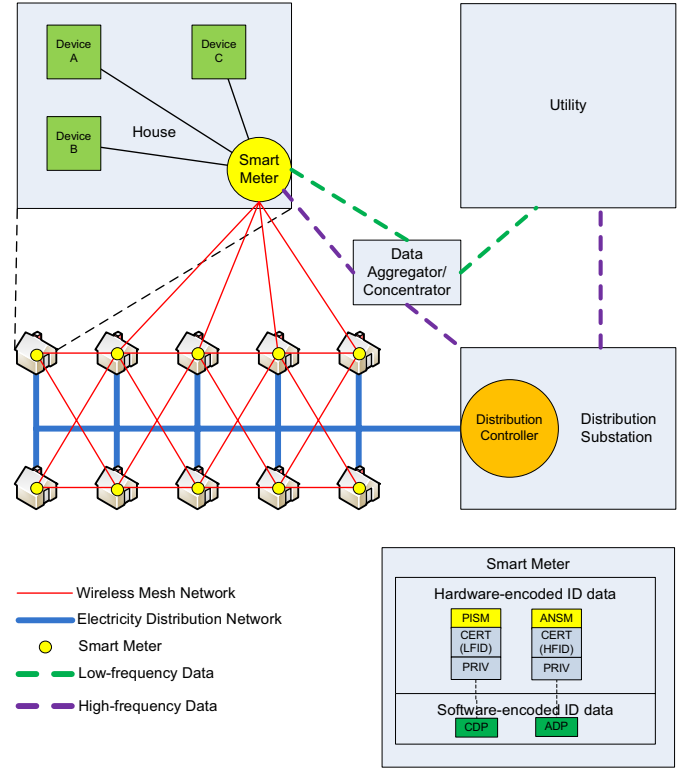 Device
A
Device
C
Device
B
House
Smart
Meter
Utility
Data
Aggregator/
Concentrator
Distribution
Controller
Distribution
Substation
Wireless Mesh Network
Electricity Distribution Network
Smart Meter
Low-frequency Data
High-frequency Data
Smart Meter
Hardware-encoded ID data
PISM
CERT
(LFID)
PRIV
ANSM
CERT
(HFID)
PRIV
Software-encoded ID data
CDP
ADP